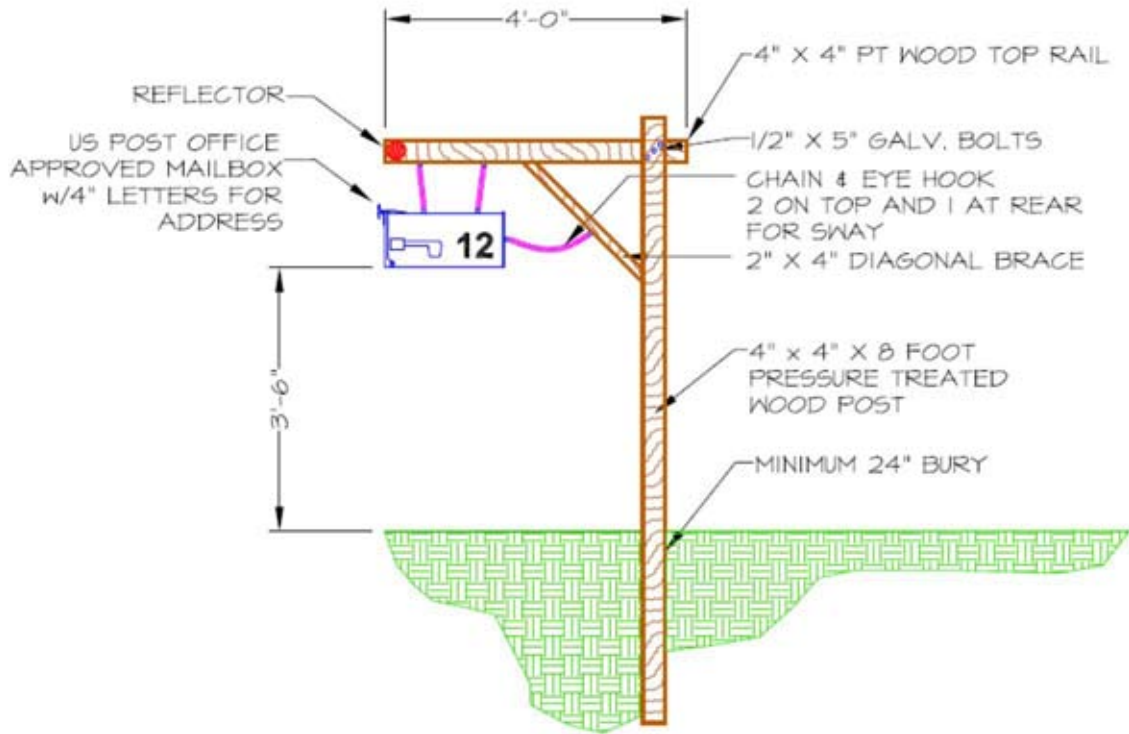 4'-0"
4" X 4" PT WOOD TOP RAIL
REFLECTOR
US POST OFFICE
APPROVED MAILBOX
W/4" LETTERS FOR
ADDRESS
1/2" X 5" GALV. BOLTS
CHAIN & EYE HOOK
2 ON TOP AND 1 AT REAR
FOR SWAY
2" X 4" DIAGONAL BRACE
12
3'-6"
4" x 4" X 8 FOOT
PRESSURE TREATED
WOOD POST
MINIMUM 24" BURY